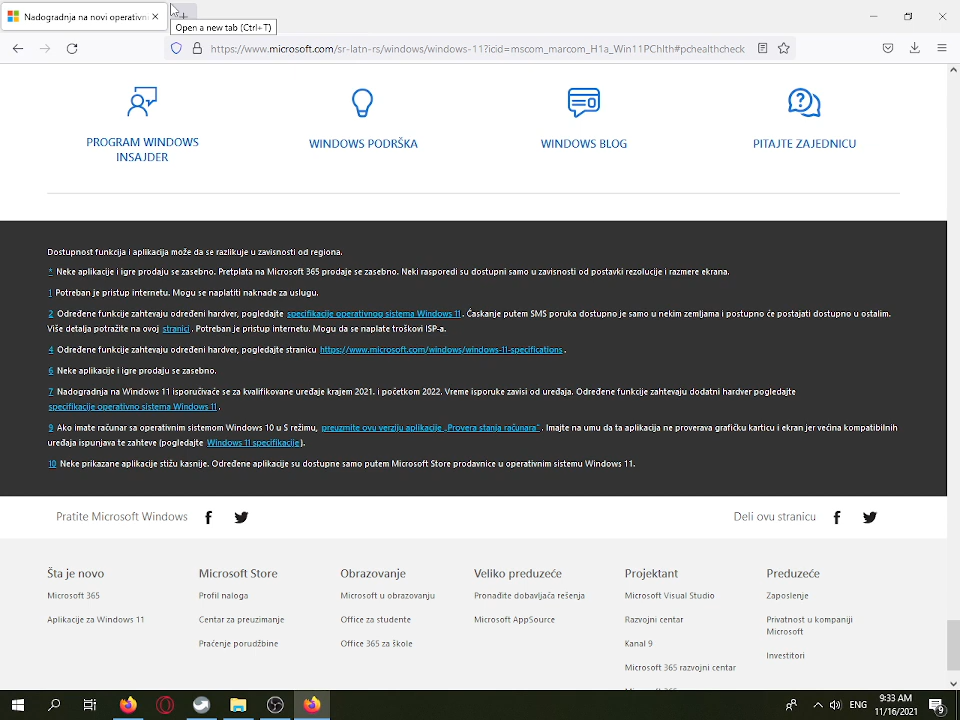 Nadogradnja na novi operativn
Open a new tab (Ctrl+T)
https://www.microsoft.com/sr-latn-rs/windows/windows-11?icid=mscom_marcom_H1a_Win11PChlth#pchealthcheck
PROGRAM WINDOWS
INSAJDER
WINDOWS PODRŠKA
WINDOWS BLOG
PITAJTE ZAJEDNICU
Dostupnost funkcija i aplikacija može da se razlikuje u zavisnosti od regiona.
* Neke aplikacije i igre prodaju se zasebno. Pretplata na Microsoft 365 prodaje se zasebno. Neki rasporedi su dostupni samo u zavisnosti od postavki rezolucije i razmere ekrana.
1 Potreban je pristup internetu. Mogu se naplatiti naknade za uslugu.
2 Određene funkcije zahtevaju određeni hardver, pogledajte specifikacije operativnog sistema Windows 11. Ćaskanje putem SMS poruka dostupno je samo u nekim zemljama i postupno će postajati dostupno u ostalim.
Više detalja potražite na ovoj stranici. Potreban je pristup internetu. Mogu da se naplate troškovi ISP-a.
4 Određene funkcije zahtevaju određeni hardver, pogledajte stranicu https://www.microsoft.com/windows/windows-11-specifications.
6 Neke aplikacije i igre prodaju se zasebno.
7 Nadogradnja na Windows 11 isporučivaće se za kvalifikovane uređaje krajem 2021. i početkom 2022. Vreme isporuke zavisi od uređaja. Određene funkcije zahtevaju dodatni hardver pogledajte
specifikacije operativno sistema Windows 11.
9 Ako imate računar sa operativnim sistemom Windows 10 u S režimu, preuzmite ovu verziju aplikacije „Provera stanja računara“. Imajte na umu da ta aplikacija ne proverava grafičku karticu i ekran jer većina kompatibilnih
uređaja ispunjava te zahteve (pogledajte Windows 11 specifikacije).
10 Neke prikazane aplikacije stižu kasnije. Određene aplikacije su dostupne samo putem Microsoft Store prodavnice u operativnim sistemu Windows 11.
Pratite Microsoft Windows
Deli ovu stranicu
Šta je novo
Microsoft 365
Aplikacije za Windows 11
Microsoft Store
Profil naloga
Centar za preuzimanje
Praćenje porudžbine
Obrazovanje
Microsoft u obrazovanju
Office za studente
Office 365 za škole
Veliko preduzeće
Pronađite dobavljača rešenja
Microsoft AppSource
Projektant
Microsoft Visual Studio
Razvojni centar
Kanal 9
Microsoft 365 razvojni centar
Preduzeće
Zaposlenje
Privatnost u kompaniji
Microsoft
Investitori
ENG
9:33 AM
11/16/2021
9